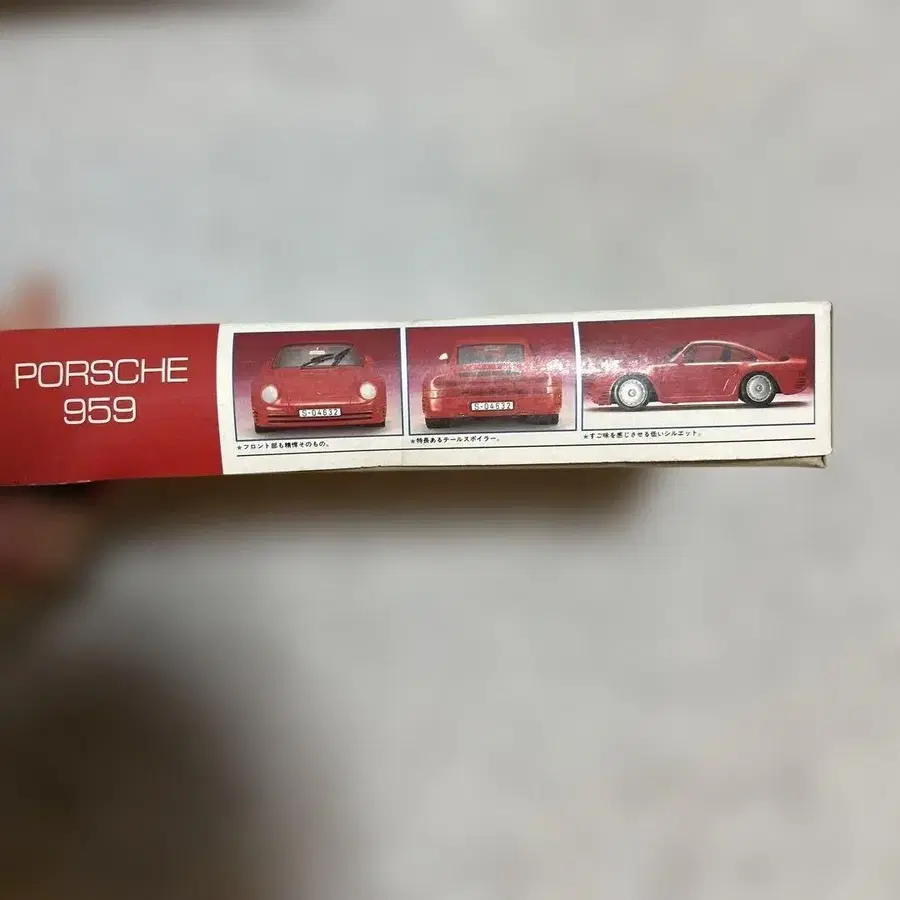 PORSCHE
959
S-04632
S-04632
★フロント部も精悍そのもの。
★特長あるテールスポイラー。
★すご味を感じさせる低いシルエット。